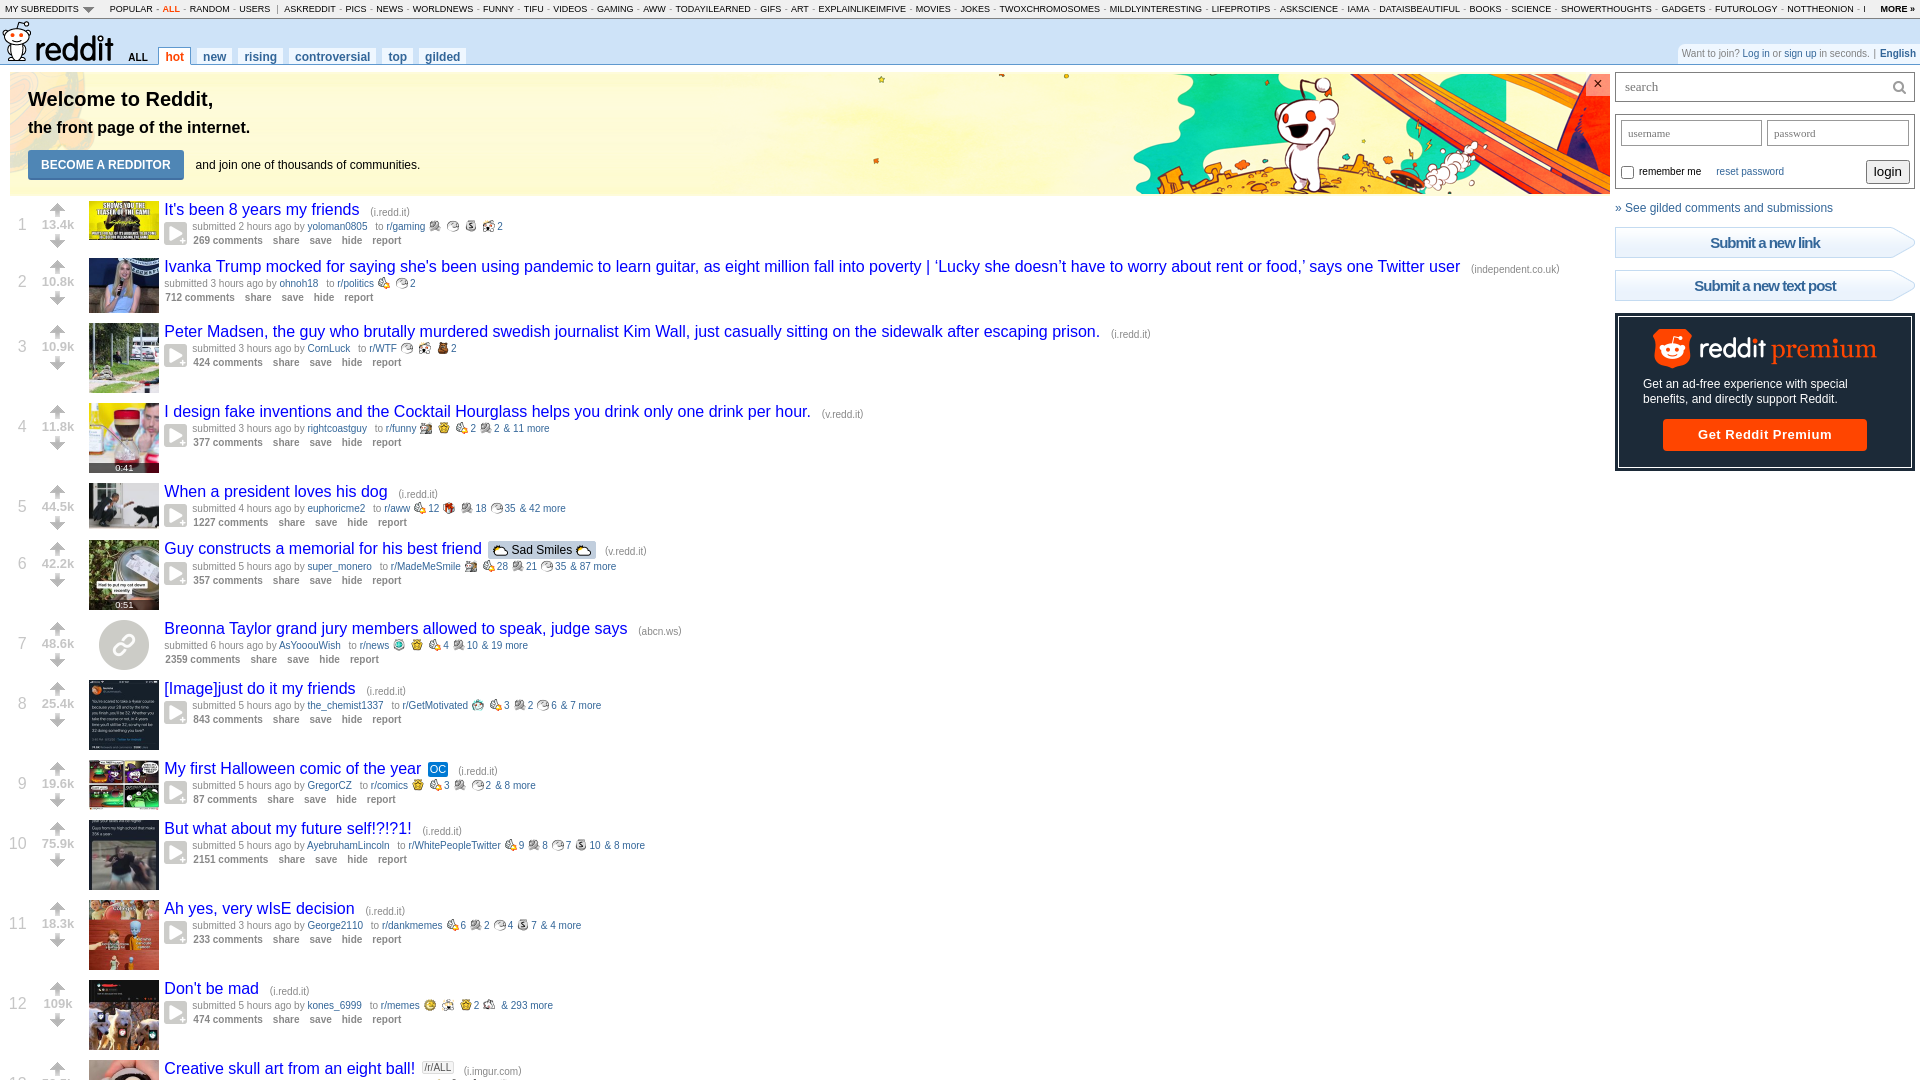 MY SUBREDDITS POPULAR - ALL - RANDOM - USERS | ASKREDDIT - PICS - NEWS - WORLDNEWS - FUNNY - TIFU - VIDEOS - GAMING - AWW - TODAYILEARNED - GIFS - ART - EXPLAINLIKEIMFIVE - MOVIES - JOKES - TWOXCHROMOSOMES - MILDLYINTERESTING - LIFEPROTIPS - ASKSCIENCE - IAMA - DATAISBEAUTIFUL - BOOKS - SCIENCE - SHOWERTHOUGHTS - GADGETS - FUTUROLOGY - NOTTHEONION - I MORE »
reddit ALL hot new rising controversial top gilded
Want to join? Log in or sign up in seconds. | English
Welcome to Reddit,
the front page of the internet.
BECOME A REDDITOR and join one of thousands of communities.
×
search
username password
remember me reset password login
» See gilded comments and submissions
Submit a new link
Submit a new text post
reddit premium
Get an ad-free experience with special
benefits, and directly support Reddit.
Get Reddit Premium
1 13.4k
SHOWS YOU THE
TEASER OF THE GAME
It's been 8 years my friends (i.redd.it)
submitted 2 hours ago by yoloman0805 to r/gaming 2
269 comments share save hide report
2 10.8k
Ivanka Trump mocked for saying she's been using pandemic to learn guitar, as eight million fall into poverty | ‘Lucky she doesn’t have to worry about rent or food,’ says one Twitter user (independent.co.uk)
submitted 3 hours ago by ohnoh18 to r/politics 2
712 comments share save hide report
3 10.9k
Peter Madsen, the guy who brutally murdered swedish journalist Kim Wall, just casually sitting on the sidewalk after escaping prison. (i.redd.it)
submitted 3 hours ago by CornLuck to r/WTF 2
424 comments share save hide report
4 11.8k
I design fake inventions and the Cocktail Hourglass helps you drink only one drink per hour. (v.redd.it)
submitted 3 hours ago by rightcoastguy to r/funny 2 2 & 11 more
377 comments share save hide report
0:41
5 44.5k
When a president loves his dog (i.redd.it)
submitted 4 hours ago by euphoricme2 to r/aww 12 18 35 & 42 more
1227 comments share save hide report
6 42.2k
Guy constructs a memorial for his best friend Sad Smiles (v.redd.it)
submitted 5 hours ago by super_monero to r/MadeMeSmile 28 21 35 & 87 more
357 comments share save hide report
Had to put my cat down
recently
0:51
7 48.6k
Breonna Taylor grand jury members allowed to speak, judge says (abcn.ws)
submitted 6 hours ago by AsYooouWish to r/news 4 10 & 19 more
2359 comments share save hide report
8 25.4k
[Image]just do it my friends (i.redd.it)
submitted 5 hours ago by the_chemist1337 to r/GetMotivated 3 2 6 & 7 more
843 comments share save hide report
9 19.6k
My first Halloween comic of the year OC (i.redd.it)
submitted 5 hours ago by GregorCZ to r/comics 3 2 & 8 more
87 comments share save hide report
10 75.9k
But what about my future self!?!?1! (i.redd.it)
submitted 5 hours ago by AyebruhamLincoln to r/WhitePeopleTwitter 9 8 7 10 & 8 more
2151 comments share save hide report
11 18.3k
Ah yes, very wIsE decision (i.redd.it)
submitted 3 hours ago by George2110 to r/dankmemes 6 2 4 7 & 4 more
233 comments share save hide report
12 109k
Don't be mad (i.redd.it)
submitted 5 hours ago by kones_6999 to r/memes 2 & 293 more
474 comments share save hide report
Creative skull art from an eight ball! /r/ALL (i.imgur.com)